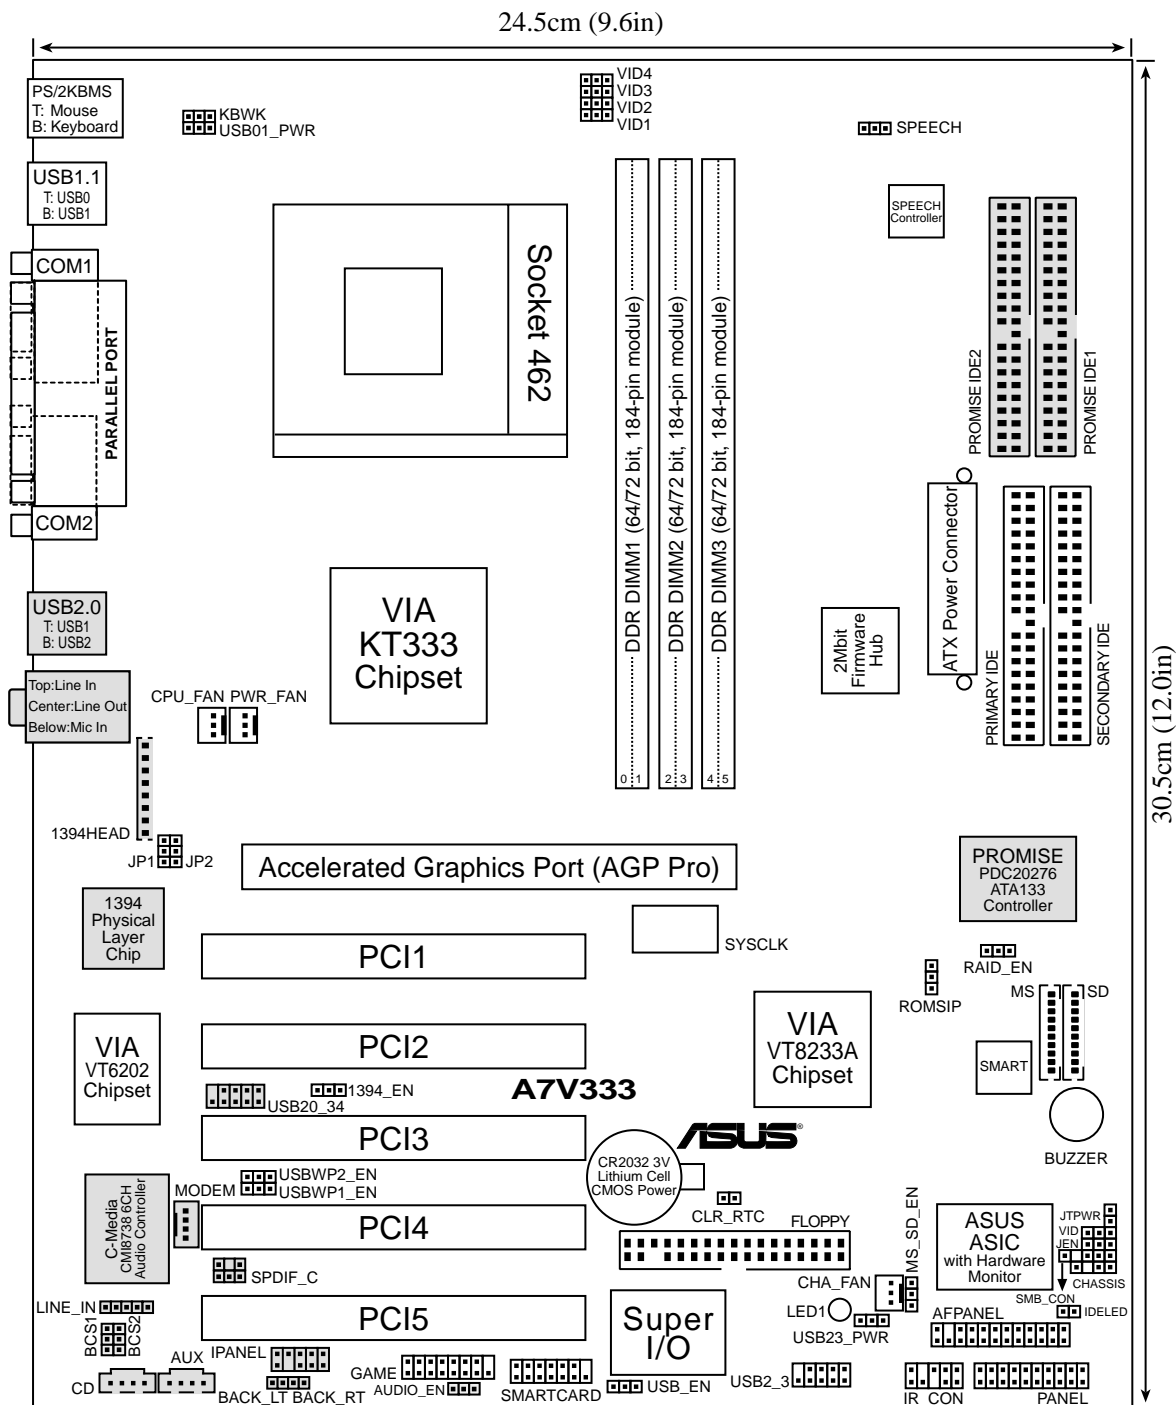 24.5cm (9.6in)
PS/2KBMS
T: Mouse
B: Keyboard
KBWK
USB01_PWR
VID4
VID3
VID2
VID1
SPEECH
USB1.1
T: USB0
B: USB1
SPEECH
Controller
COM1
PARALLEL PORT
COM2
Socket 462
DDR DIMM1 (64/72 bit, 184-pin module)
DDR DIMM2 (64/72 bit, 184-pin module)
DDR DIMM3 (64/72 bit, 184-pin module)
0 1
2 3
4 5
PROMISE IDE2
PROMISE IDE1
ATX Power Connector
PRIMARY IDE
SECONDARY IDE
30.5cm (12.0in)
USB2.0
T: USB1
B: USB2
VIA
KT333
Chipset
2Mbit
Firmware
Hub
Top:Line In
Center:Line Out
Below:Mic In
CPU_FAN
PWR_FAN
1394HEAD
JP1
JP2
Accelerated Graphics Port (AGP Pro)
PROMISE
PDC20276
ATA133
Controller
1394
Physical
Layer
Chip
PCI1
SYSCLK
RAID_EN
ROMSIP
MS
SD
VIA
VT6202
Chipset
PCI2
VIA
VT8233A
Chipset
SMART
USB20_34
1394_EN
A7V333
PCI3
ASUS®
BUZZER
CR2032 3V
Lithium Cell
CMOS Power
C-Media
CMI8738 6CH
Audio Controller
MODEM
USBWP2_EN
USBWP1_EN
CLR_RTC
PCI4
FLOPPY
MS_SD_EN
ASUS
ASIC
with Hardware
Monitor
JTPWR
VID
JEN
CHASSIS
SMB_CON
SPDIF_C
CHA_FAN
LINE_IN
BCS1
BCS2
PCI5
Super
I/O
LED1
USB23_PWR
AFPANEL
IDELED
CD
AUX
IPANEL
BACK_LT
BACK_RT
GAME
AUDIO_EN
SMARTCARD
USB_EN
USB2_3
IR_CON
PANEL